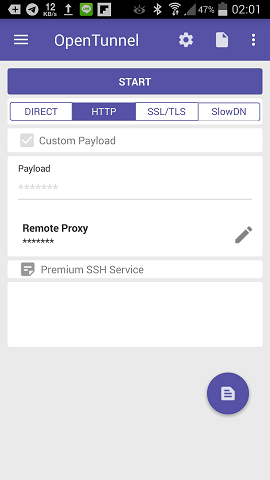 12
KB/s
47%
02:01
OpenTunnel
START
DIRECT HTTP SSL/TLS SlowDN
Custom Payload
Payload
*******
Remote Proxy
*******
Premium SSH Service